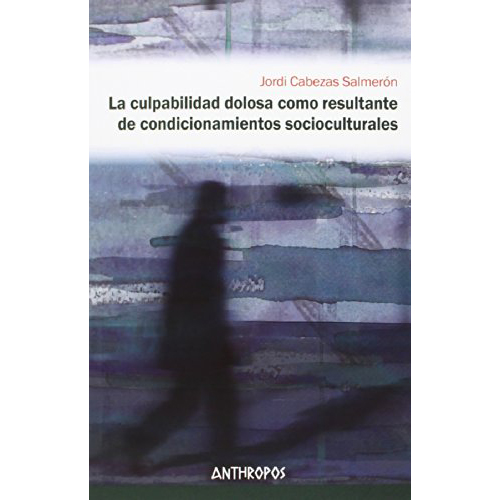 Jordi Cabezas Salmerón
La culpabilidad dolosa como resultante
de condicionamientos socioculturales
ANTHROPOS